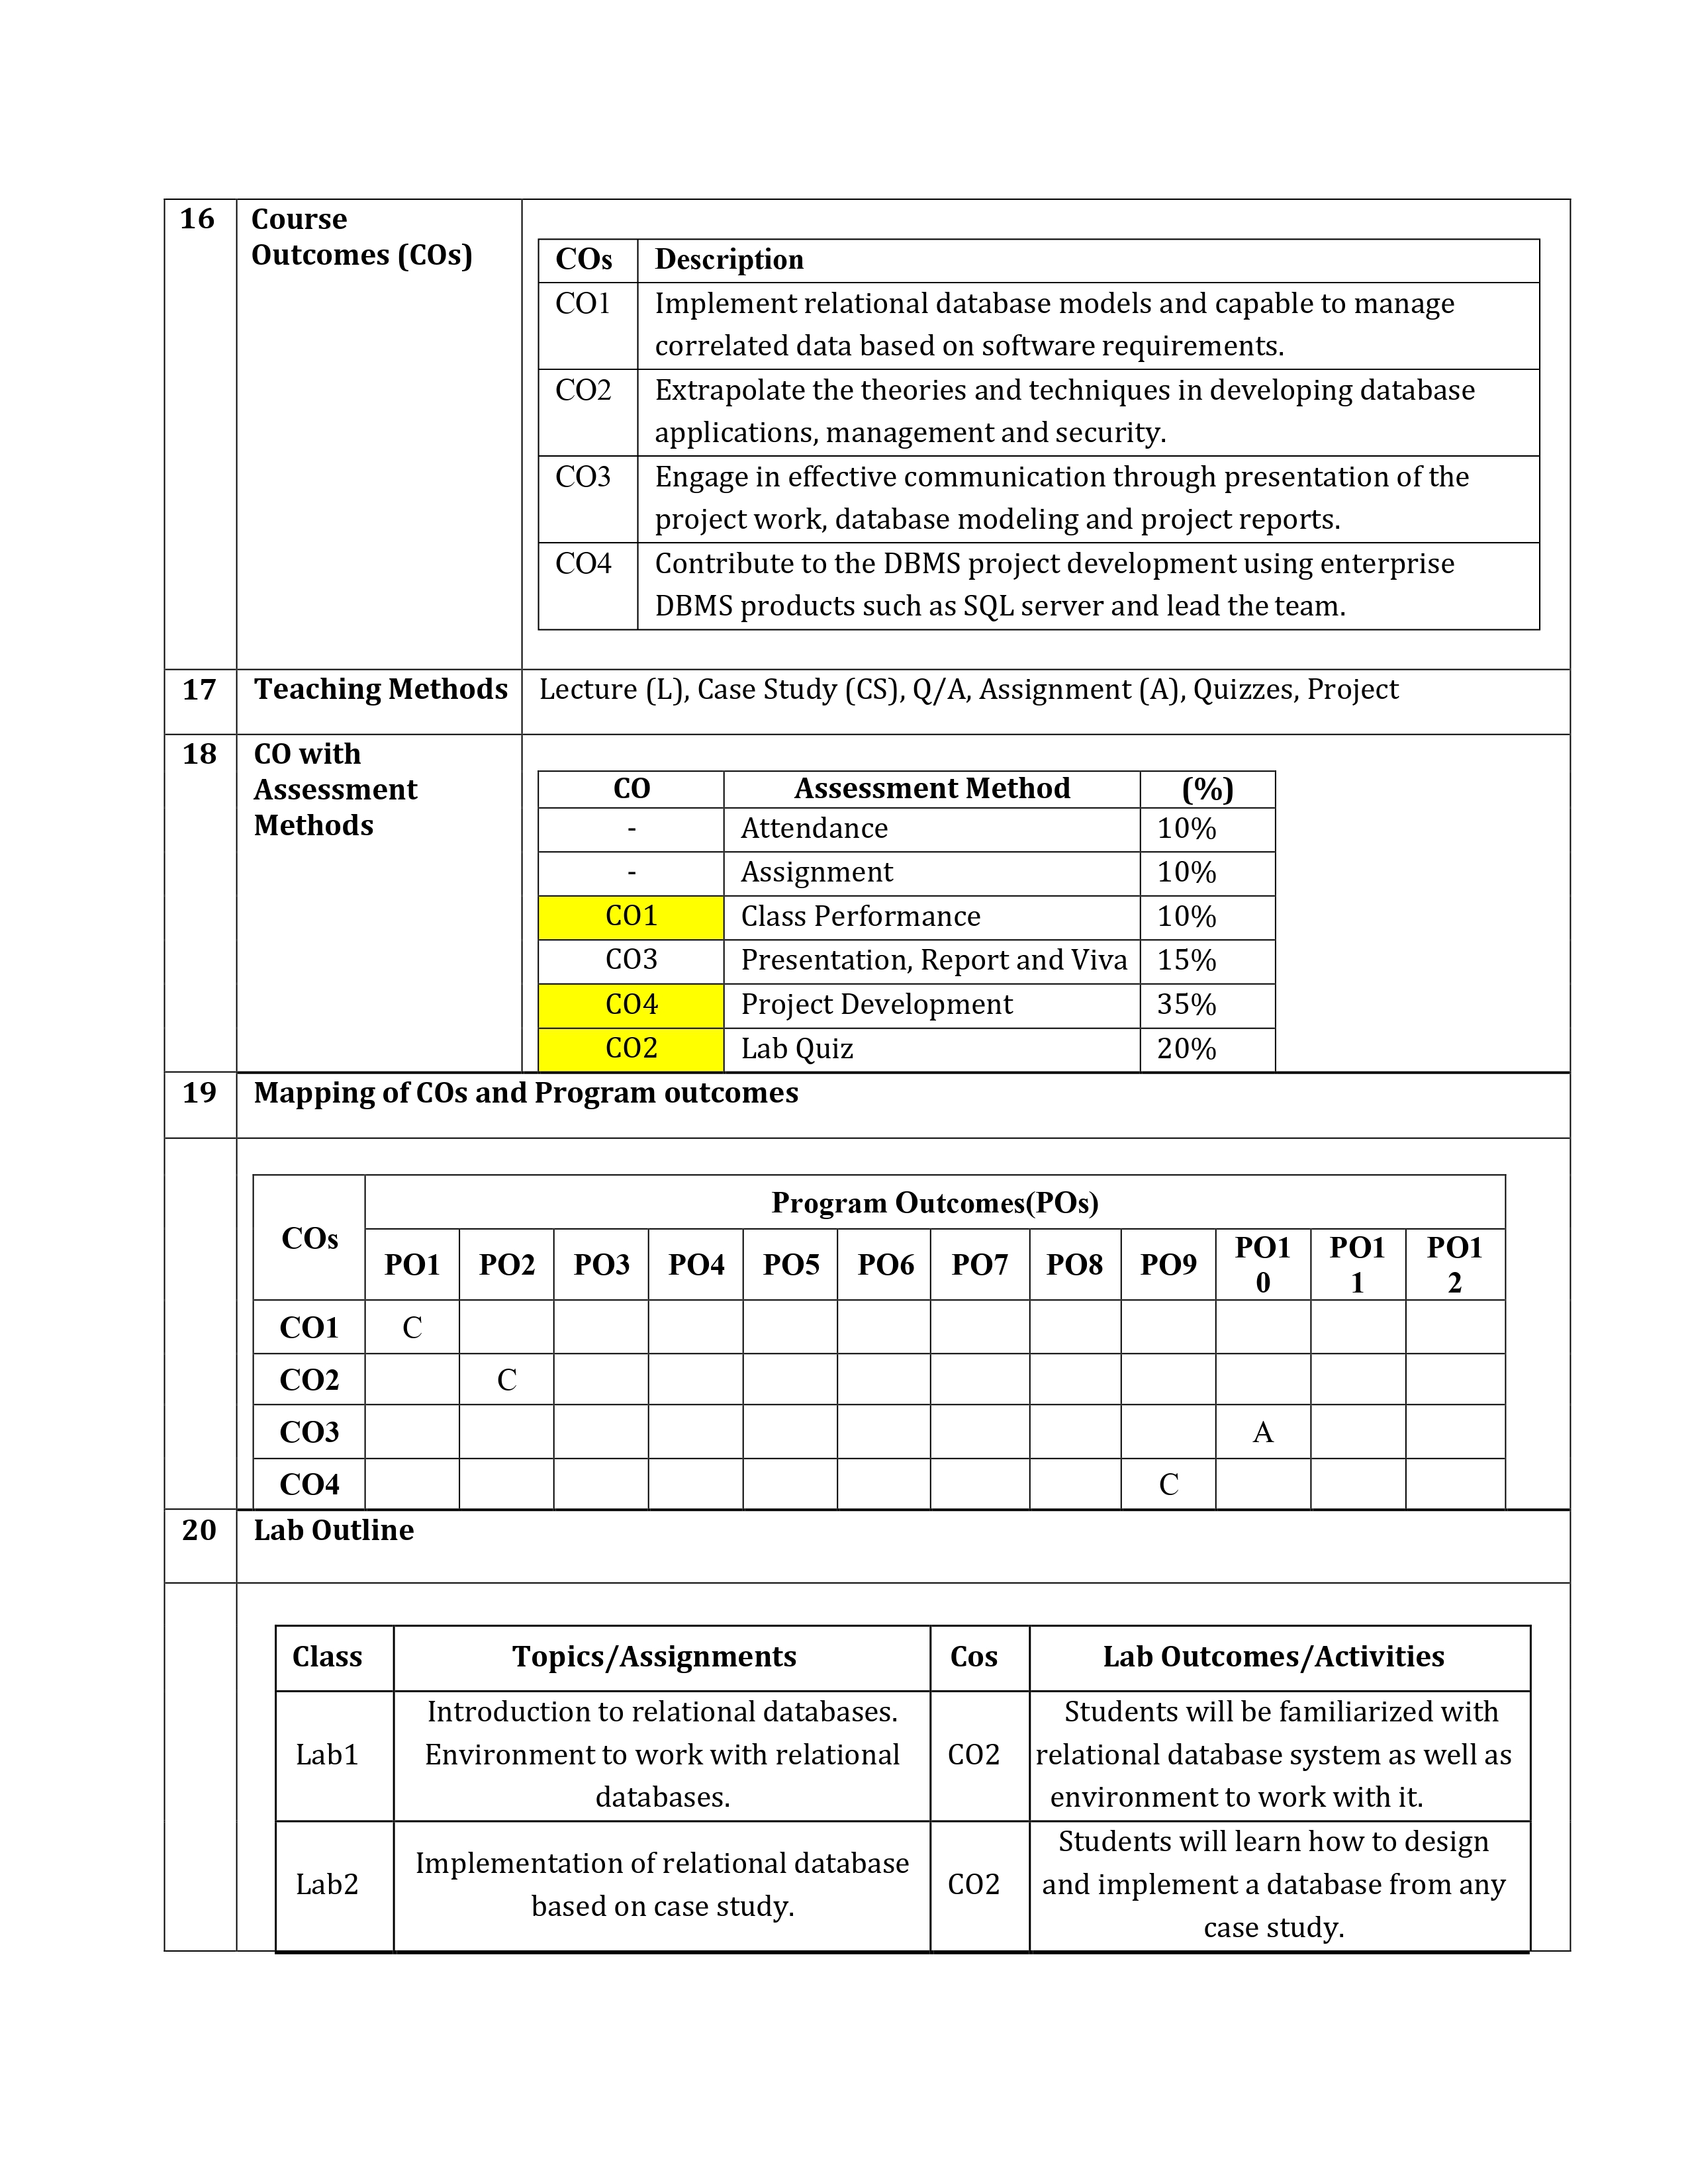 16 Course
Outcomes (COs)
COs Description
CO1 Implement relational database models and capable to manage
correlated data based on software requirements.
CO2 Extrapolate the theories and techniques in developing database
applications, management and security.
CO3 Engage in effective communication through presentation of the
project work, database modeling and project reports.
CO4 Contribute to the DBMS project development using enterprise
DBMS products such as SQL server and lead the team.
17 Teaching Methods Lecture (L), Case Study (CS), Q/A, Assignment (A), Quizzes, Project
18 CO with
Assessment
Methods
CO Assessment Method (%)
- Attendance 10%
- Assignment 10%
CO1 Class Performance 10%
CO3 Presentation, Report and Viva 15%
CO4 Project Development 35%
CO2 Lab Quiz 20%
19 Mapping of COs and Program outcomes
COs Program Outcomes(POs)
PO1 PO2 PO3 PO4 PO5 PO6 PO7 PO8 PO9 PO1 PO1 PO1
0 1 2
CO1 C
CO2 C
CO3 A
CO4 C
20 Lab Outline
Class Topics/Assignments Cos Lab Outcomes/Activities
Lab1 Introduction to relational databases.
Environment to work with relational
databases.
CO2 Students will be familiarized with
relational database system as well as
environment to work with it.
Lab2 Implementation of relational database
based on case study.
CO2 Students will learn how to design
and implement a database from any
case study.